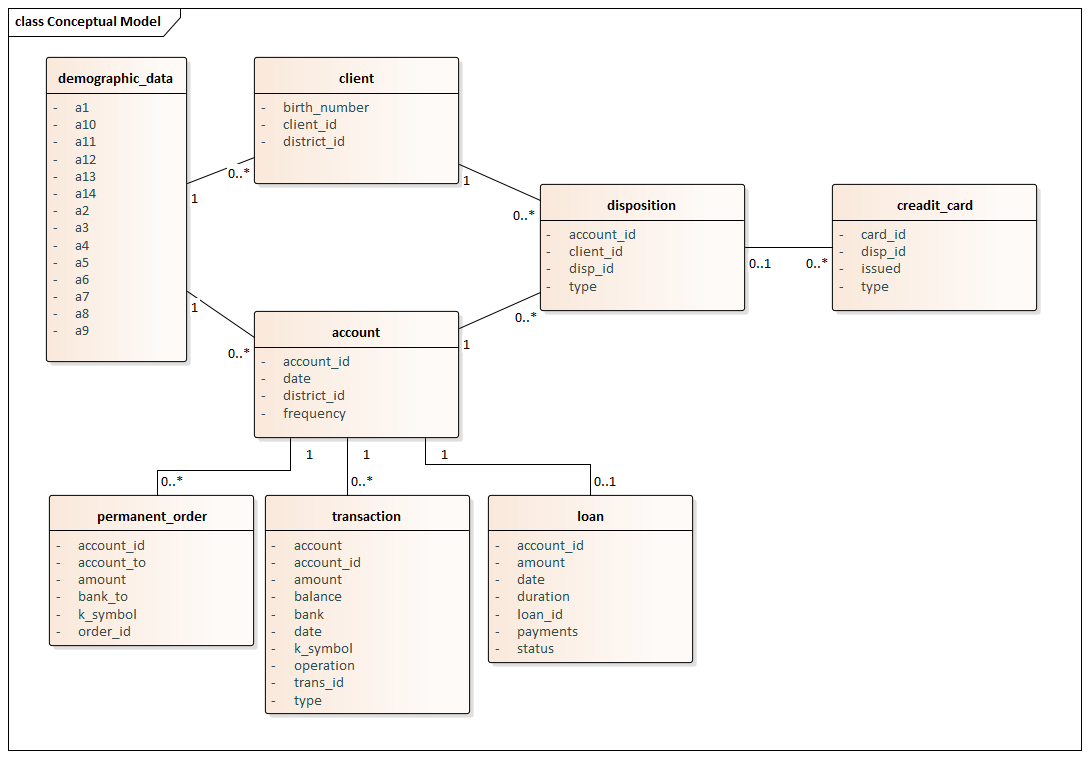 class Conceptual Model
demographic_data
- a1
- a10
- a11
- a12
- a13
- a14
- a2
- a3
- a4
- a5
- a6
- a7
- a8
- a9
client
- birth_number
- client_id
- district_id
1
0..*
1
0..*
disposition
- account_id
- client_id
- disp_id
- type
0..1
0..*
creadit_card
- card_id
- disp_id
- issued
- type
1
0..*
account
- account_id
- date
- district_id
- frequency
1
0..*
1
0..*
permanent_order
- account_id
- account_to
- amount
- bank_to
- k_symbol
- order_id
1
0..*
transaction
- account
- account_id
- amount
- balance
- bank
- date
- k_symbol
- operation
- trans_id
- type
1
0..1
loan
- account_id
- amount
- date
- duration
- loan_id
- payments
- status